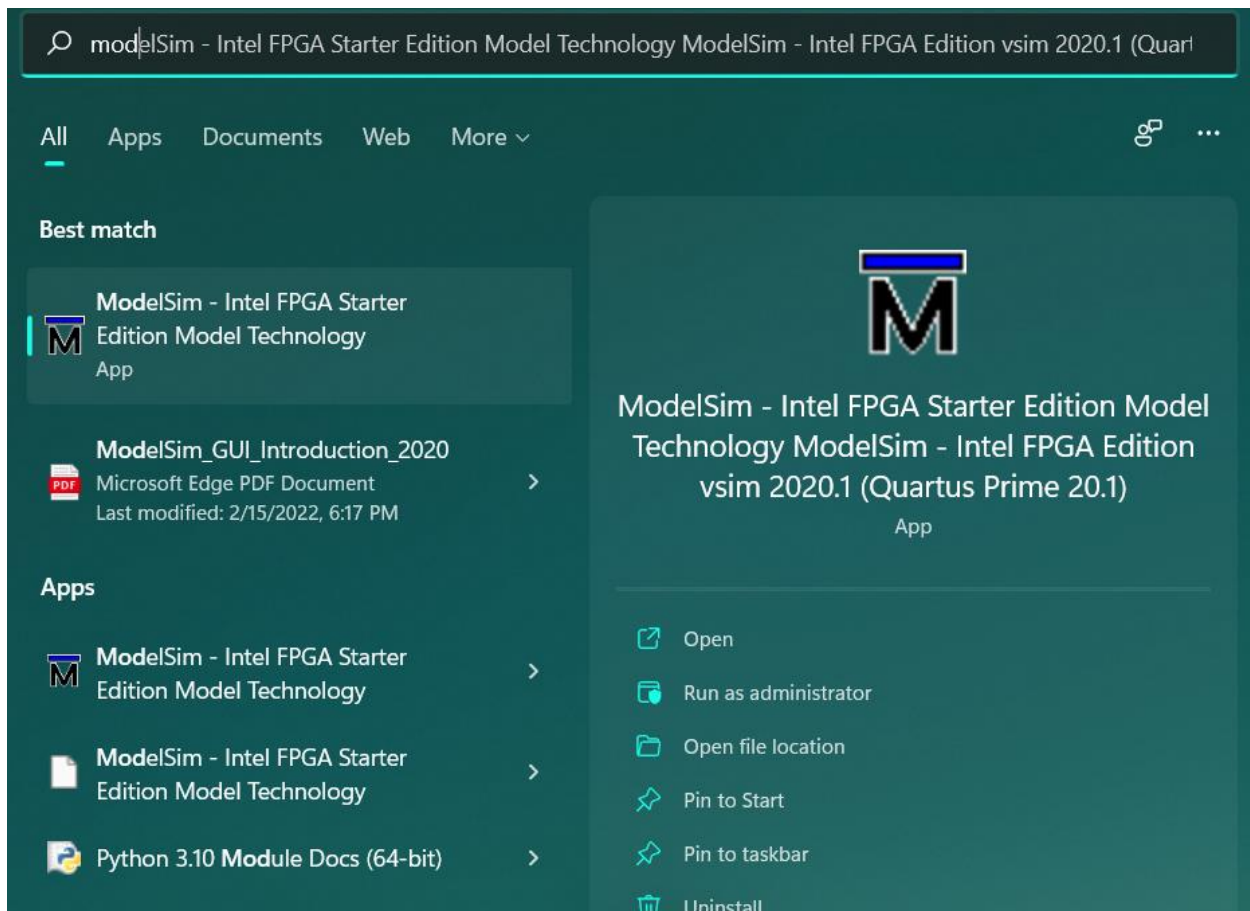 modelSim - Intel FPGA Starter Edition Model Technology ModelSim - Intel FPGA Edition vsim 2020.1 (Quart
All Apps Documents Web More
Best match
ModelSim - Intel FPGA Starter
Edition Model Technology
App
ModelSim_GUI_Introduction_2020
Microsoft Edge PDF Document
Last modified: 2/15/2022, 6:17 PM
Apps
ModelSim - Intel FPGA Starter
Edition Model Technology
ModelSim - Intel FPGA Starter
Edition Model Technology
Python 3.10 Module Docs (64-bit)
M
ModelSim - Intel FPGA Starter Edition Model
Technology ModelSim - Intel FPGA Edition
vsim 2020.1 (Quartus Prime 20.1)
App
Open
Run as administrator
Open file location
Pin to Start
Pin to taskbar
Uninstall